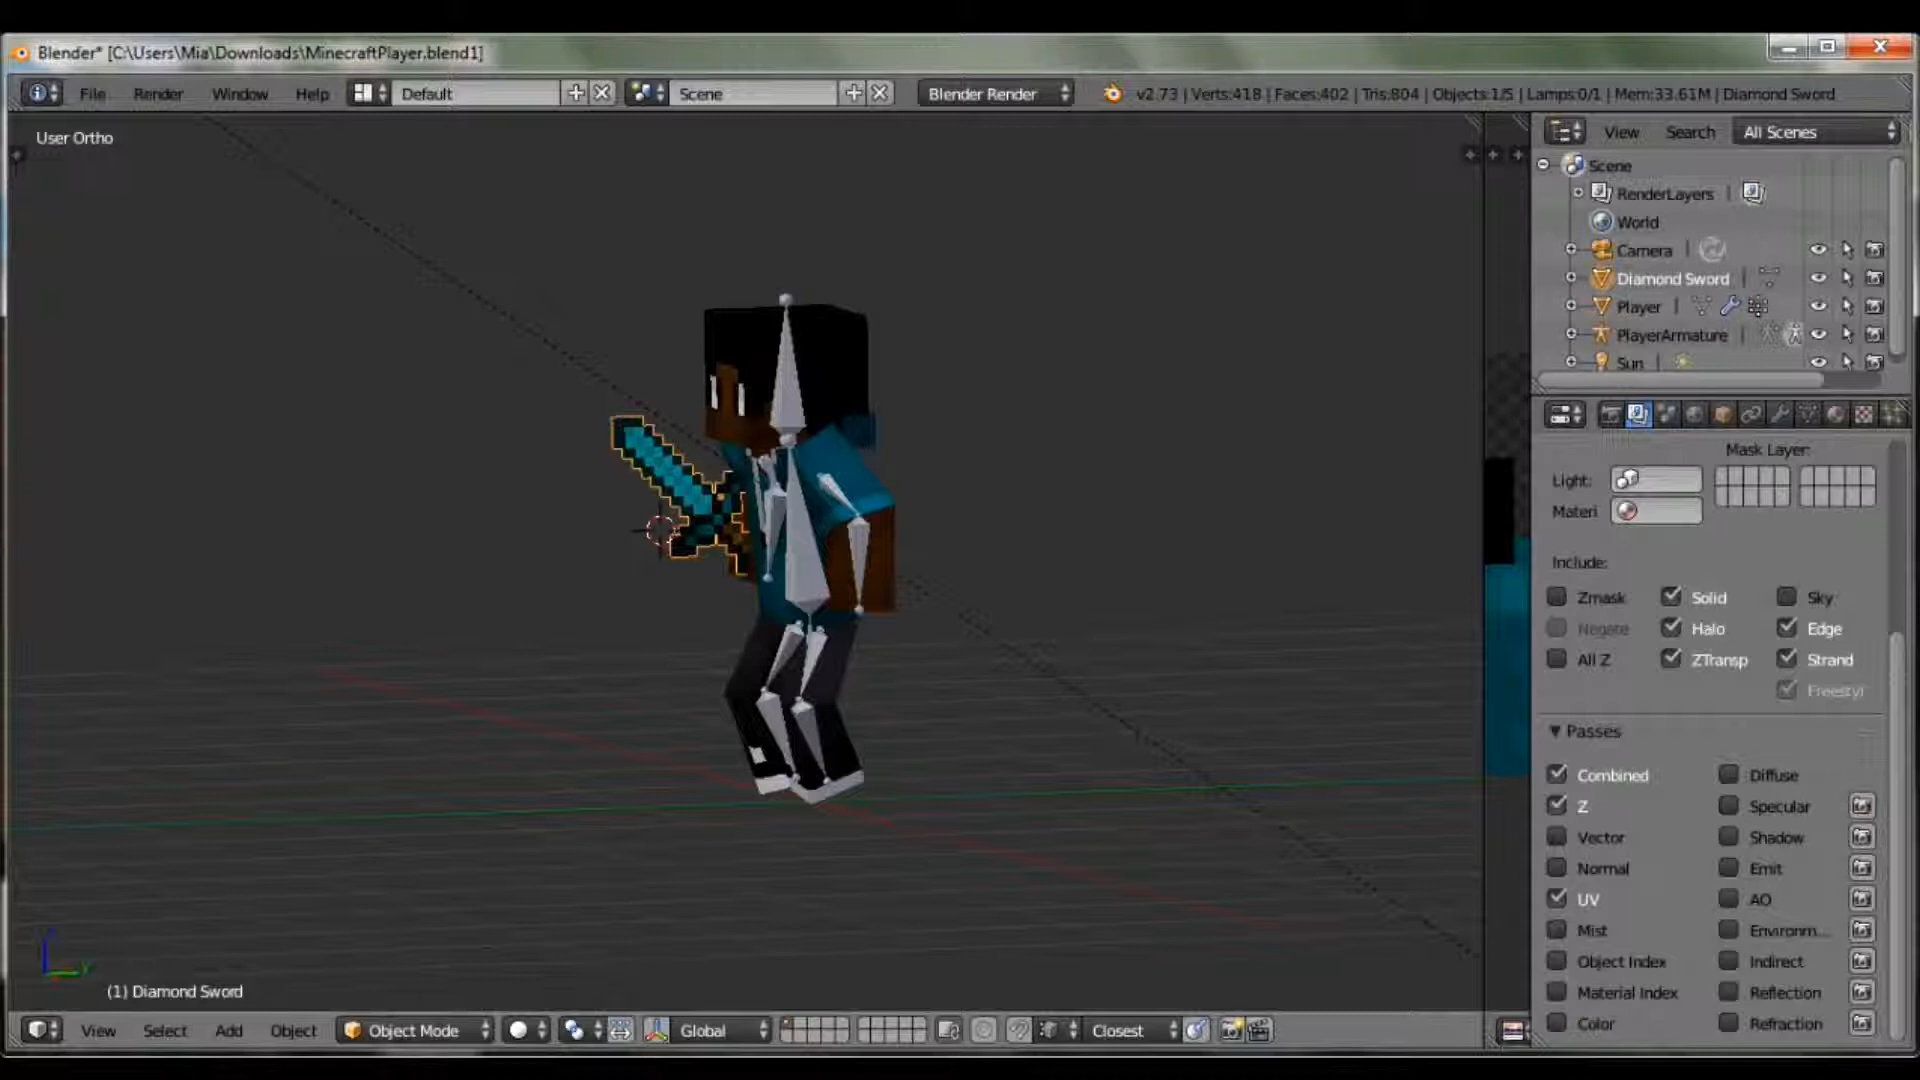 Blender* [C:\Users\Mia\Downloads\MinecraftPlayer.blend1]
File Render Window Help Default Scene Blender Render v2.73 | Verts:418 | Faces:402 | Tris:804 | Objects:1/5 | Lamps:0/1 | Mem:33.61M | Diamond Sword
User Ortho
View Search All Scenes
Scene
RenderLayers
World
Camera
Diamond Sword
Player
PlayerArmature
Sun
Mask Layer:
Light:
Materi
Include:
Zmask Solid Sky
Negate Halo Edge
All Z ZTransp Strand
Freestyl
Passes
Combined Diffuse
Z Specular
Vector Shadow
Normal Emit
UV AO
Mist Environm...
Object Index Indirect
Material Index Reflection
Color Refraction
(1) Diamond Sword
View Select Add Object Object Mode Global Closest